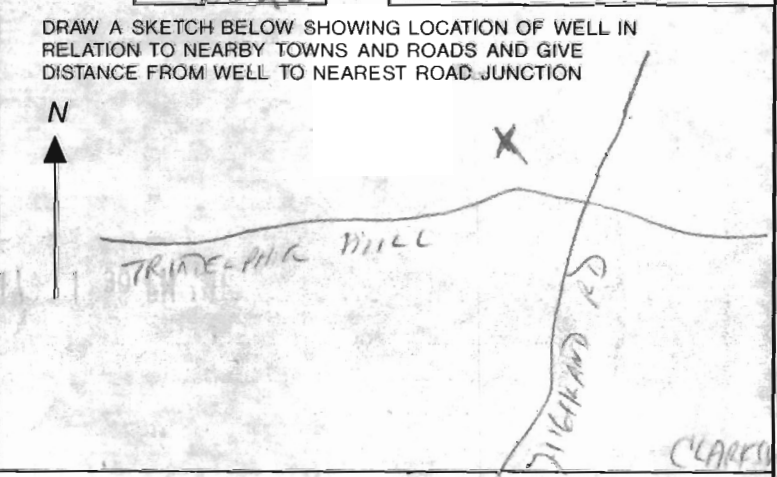 DRAW A SKETCH BELOW SHOWING LOCATION OF WELL IN
RELATION TO NEARBY TOWNS AND ROADS AND GIVE
DISTANCE FROM WELL TO NEAREST ROAD JUNCTION
N
X
MILL
RD